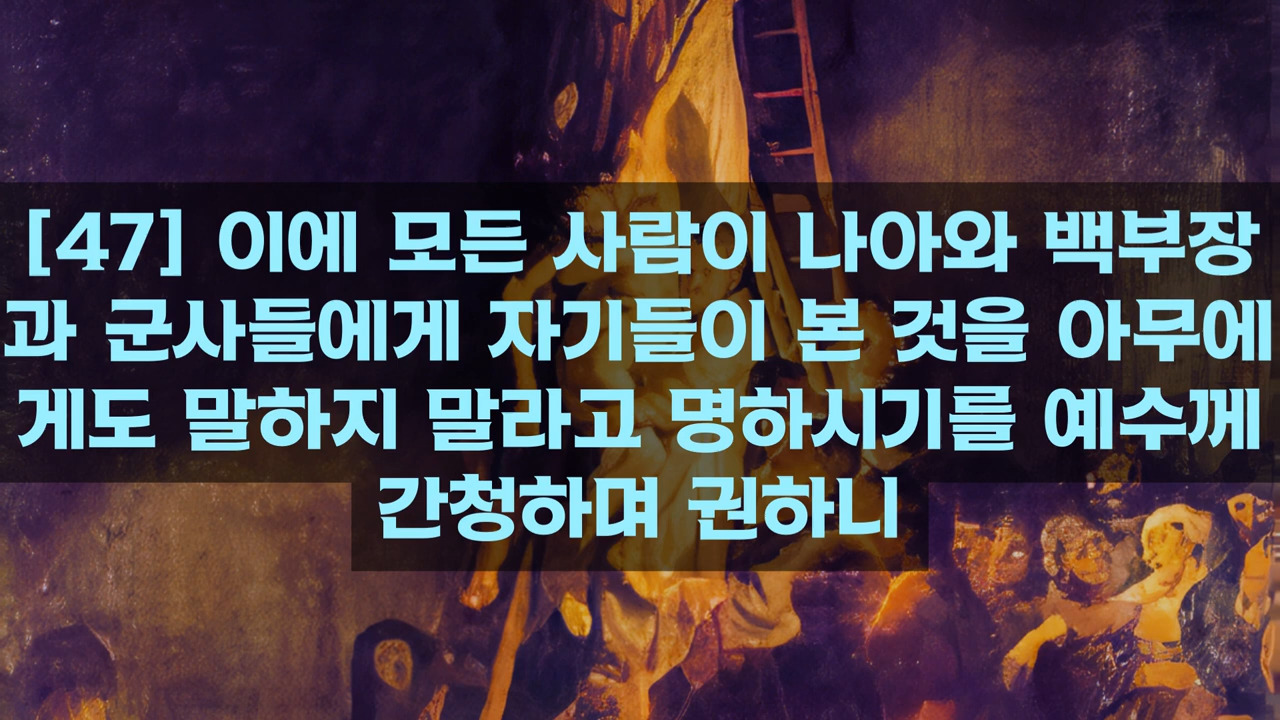 [47] 이에 모든 사람이 나아와 백부장
과 군사들에게 자기들이 본 것을 아무에
게도 말하지 말라고 명하시기를 예수께
간청하며 권하니